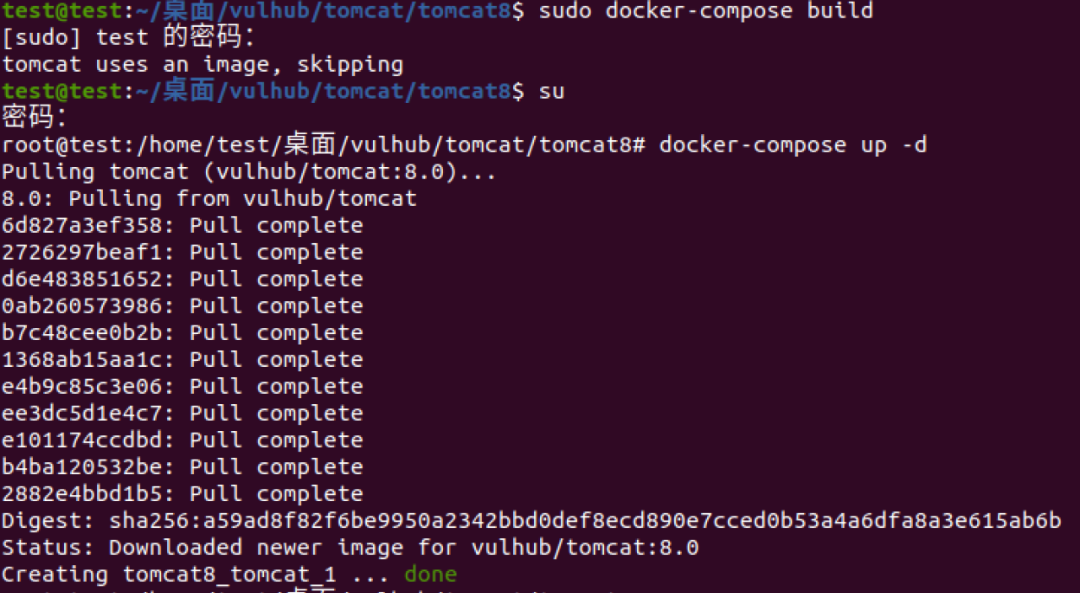 test@test:~/桌面/vulhub/tomcat/tomcat8$ sudo docker-compose build
[sudo] test 的密码：
tomcat uses an image, skipping
test@test:~/桌面/vulhub/tomcat/tomcat8$ su
密码：
root@test:/home/test/桌面/vulhub/tomcat/tomcat8# docker-compose up -d
Pulling tomcat (vulhub/tomcat:8.0)...
8.0: Pulling from vulhub/tomcat
6d827a3ef358: Pull complete
2726297beaf1: Pull complete
d6e483851652: Pull complete
0ab260573986: Pull complete
b7c48cee0b2b: Pull complete
1368ab15aa1c: Pull complete
e4b9c85c3e06: Pull complete
ee3dc5d1e4c7: Pull complete
e101174ccdbd: Pull complete
b4ba120532be: Pull complete
2882e4bbd1b5: Pull complete
Digest: sha256:a59ad8f82f6be9950a2342bbd0def8ecd890e7cced0b53a4a6dfa8a3e615ab6b
Status: Downloaded newer image for vulhub/tomcat:8.0
Creating tomcat8_tomcat_1 ... done